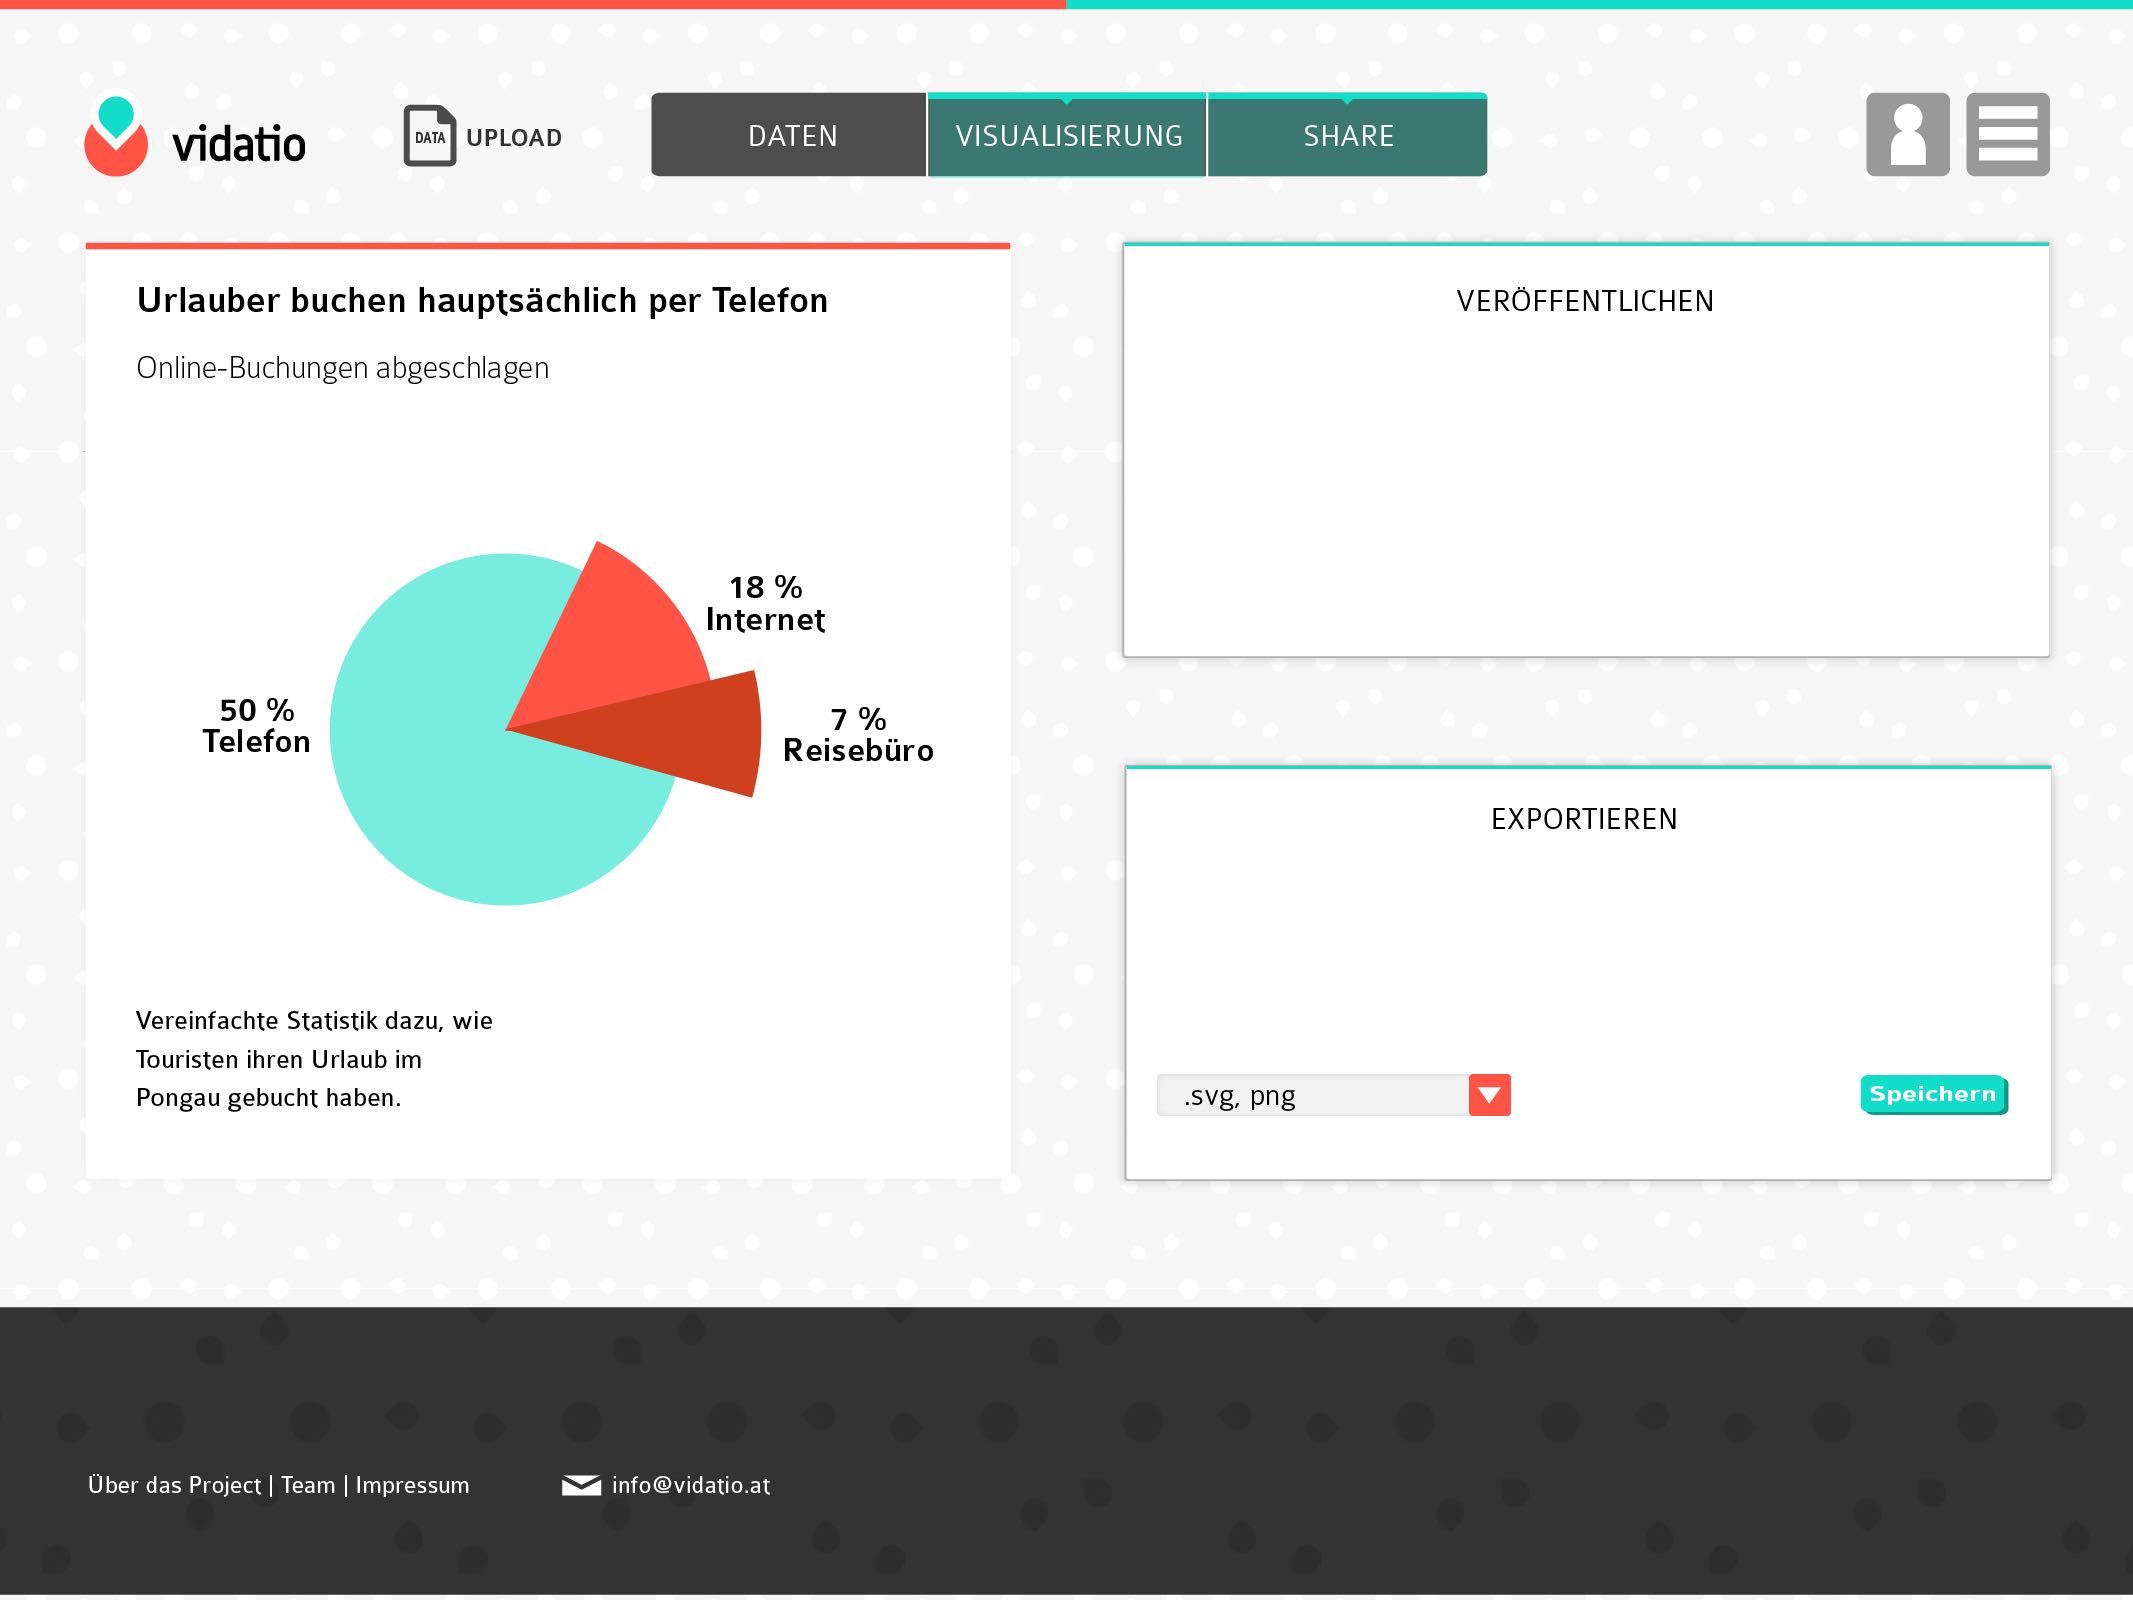 vidatio
DATA
UPLOAD
DATEN
VISUALISIERUNG
SHARE
Urlauber buchen hauptsächlich per Telefon
Online-Buchungen abgeschlagen
18 %
Internet
50 %
Telefon
7 %
Reisebüro
Vereinfachte Statistik dazu, wie
Touristen ihren Urlaub im
Pongau gebucht haben.
VERÖFFENTLICHEN
EXPORTIEREN
.svg, png
Speichern
Über das Project | Team | Impressum
info@vidatio.at